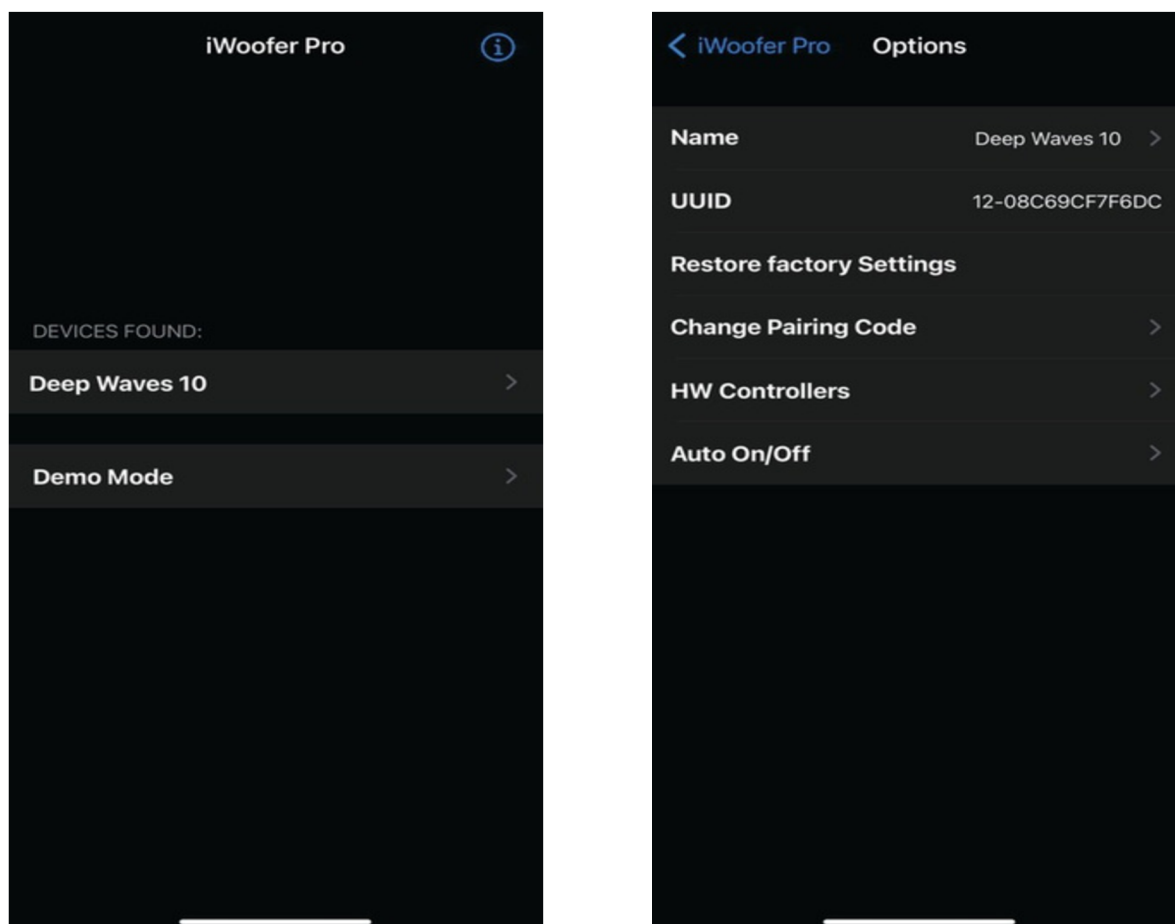 iWoofer Pro
DEVICES FOUND:
Deep Waves 10
Demo Mode
iWoofer Pro Options
Name Deep Waves 10
UUID 12-08C69CF7F6DC
Restore factory Settings
Change Pairing Code
HW Controllers
Auto On/Off